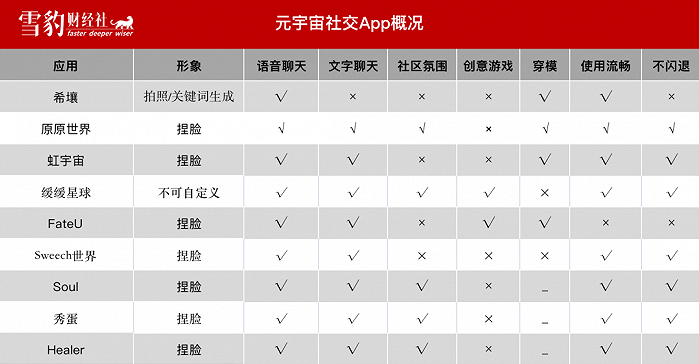 雪豹财经社
faster deeper wiser
元宇宙社交App概况
应用 形象 语音聊天 文字聊天 社区氛围 创意游戏 穿模 使用流畅 不闪退
希壤 拍照/关键词生成 √ × × × √ √ ×
原原世界 捏脸 √ √ √ × √ √ √
虹宇宙 捏脸 √ √ × × √ √ √
缓缓星球 不可自定义 √ √ √ √ × √ √
FateU 捏脸 √ √ × √ √ × ×
Sweech世界 捏脸 √ √ × × × √ √
Soul 捏脸 √ √ √ × _ √ √
秀蛋 捏脸 √ √ √ × _ √ √
Healer 捏脸 √ √ √ × _ √ √